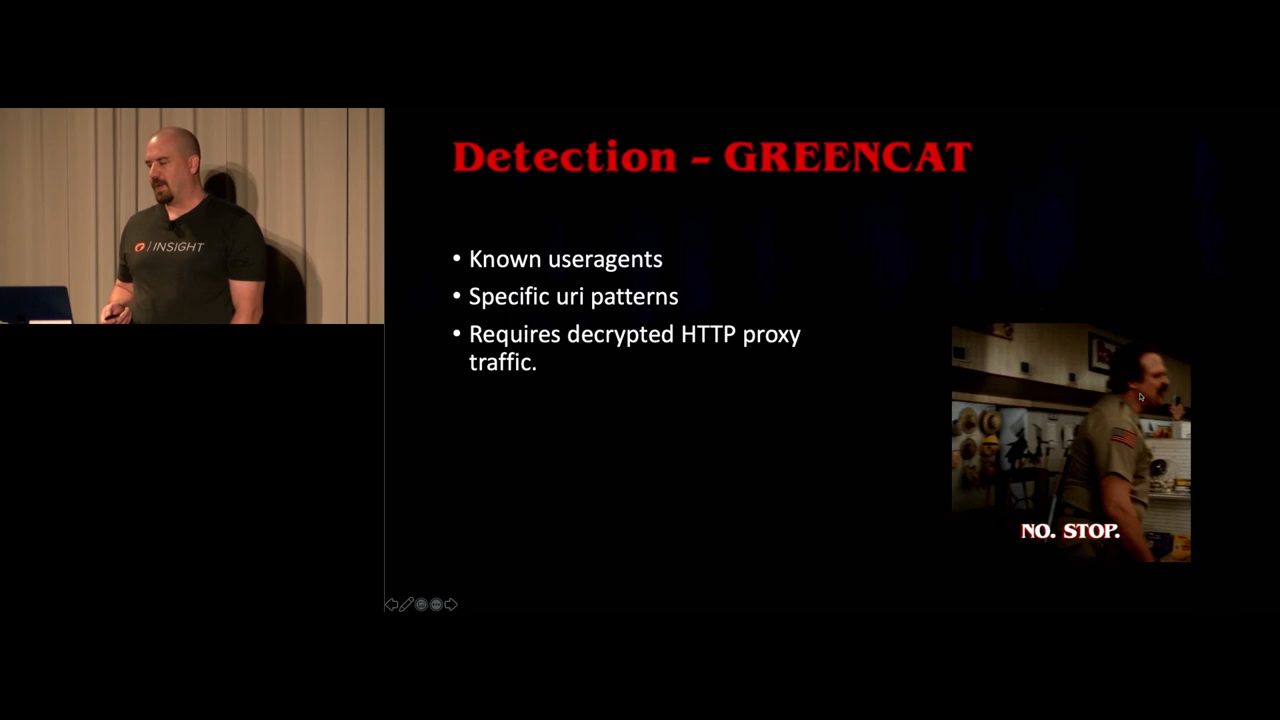 Detection – GREENCAT
/ INSIGHT
• Known useragents
• Specific uri patterns
• Requires decrypted HTTP proxy
traffic.
NO. STOP.